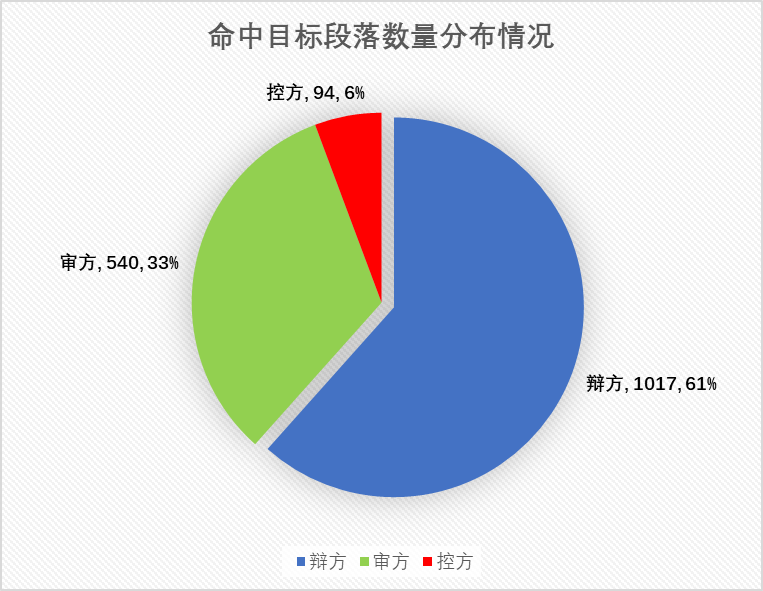 命中目标段落数量分布情况
控方, 94, 6%
审方, 540, 33%
辩方, 1017, 61%
辩方 审方 控方